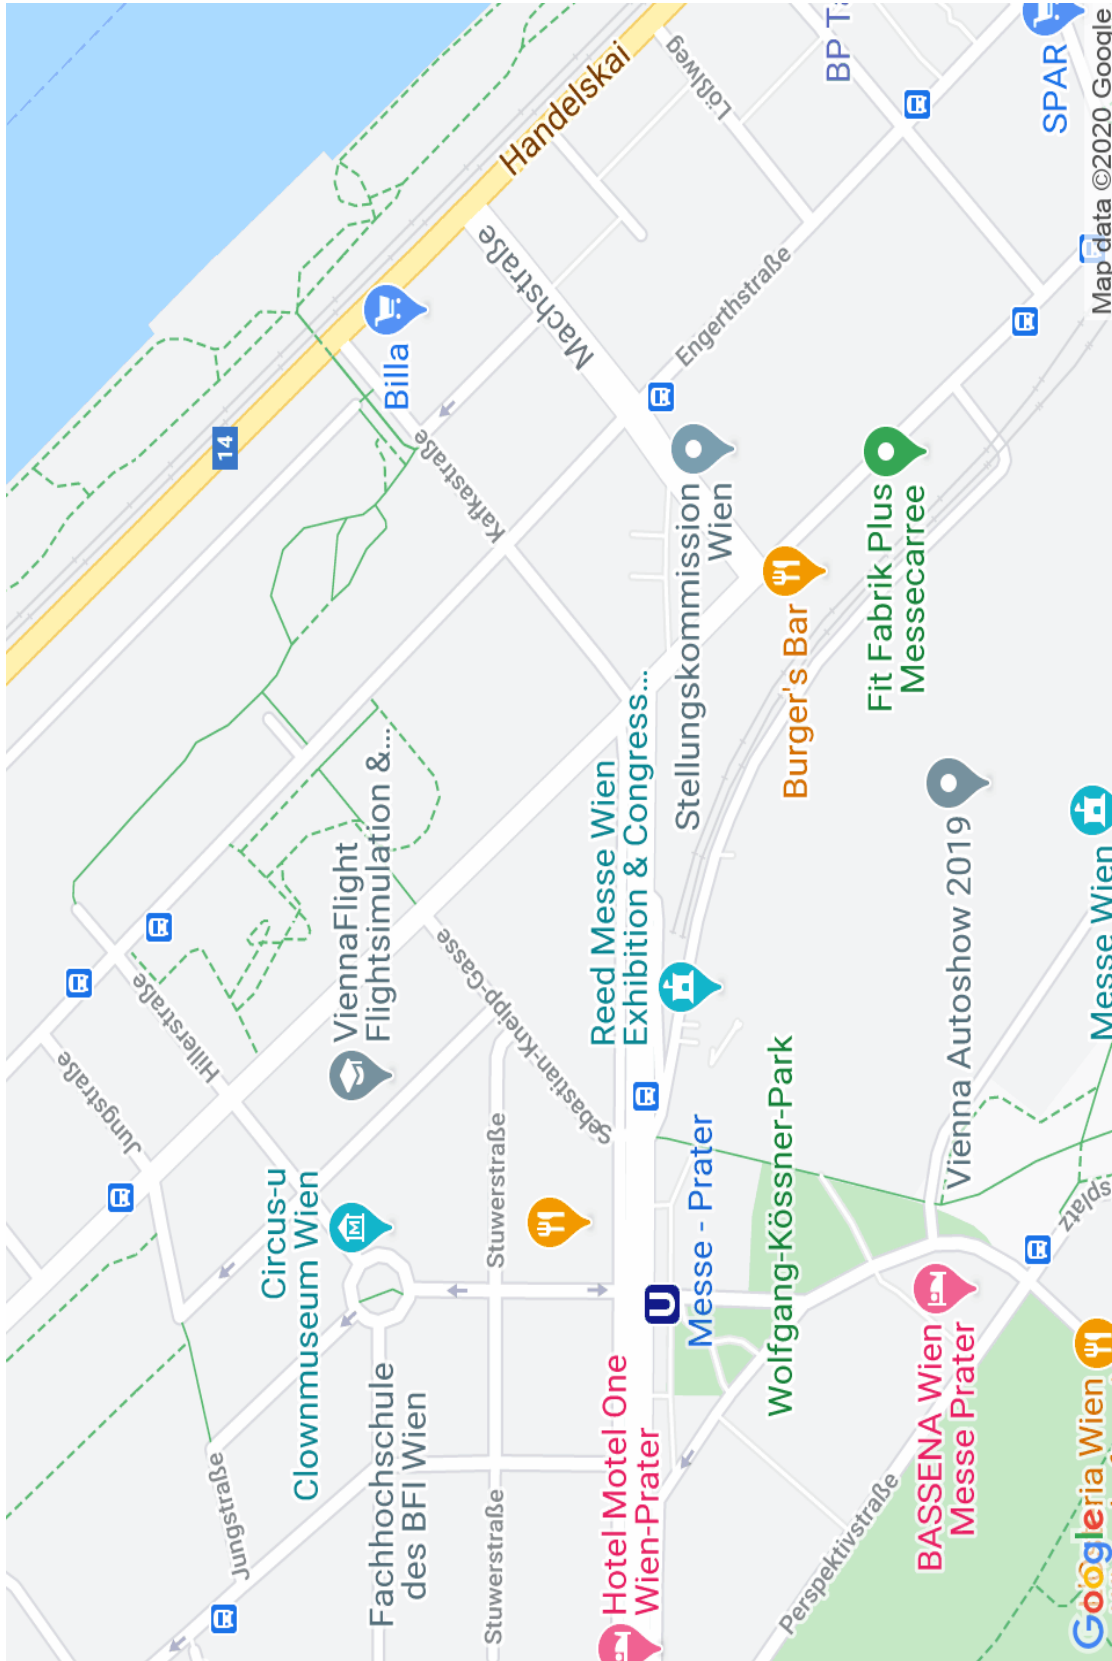 Jungstraße
Jungstraße
Hillerstraße
14
Circus-u
Clownmuseum Wien
ViennaFlight
Flightsimulation &...
Billa
Fachhochschule
des BFI Wien
Kafkastraße
Sebastian-Kneipp-Gasse
Stuwerstraße
Stuwerstraße
Handelskai
Machstraße
Reed Messe Wien
Exhibition & Congress...
Hotel Motel One
Wien-Prater
U
Messe - Prater
Stellungskommission
Wien
Engerthstraße
Lößlweg
Wolfgang-Kössner-Park
Burger's Bar
BP T
Perspektivstraße
Fit Fabrik Plus
Messecarree
BASSENA Wien
Messe Prater
Vienna Autoshow 2019
SPAR
splatz
Messe Wien
Google
eria Wien
Map data ©2020 Google